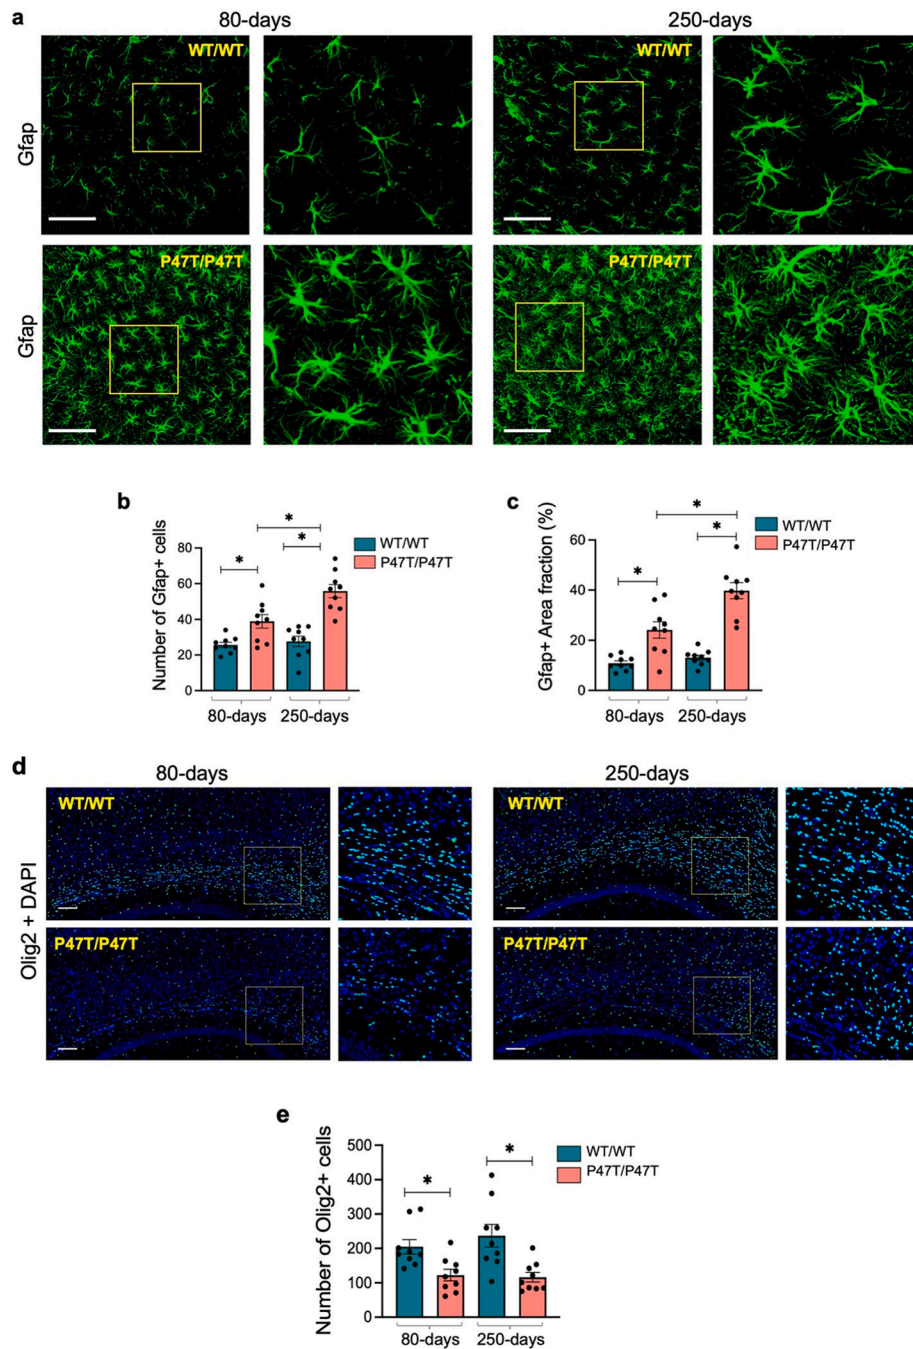 a
80-days
250-days
Gfap
WT/WT
WT/WT
Gfap
P47T/P47T
P47T/P47T
b
Number of Gfap+ cells
80
60
40
20
0
*
*
*
WT/WT
P47T/P47T
80-days
250-days
c
Gfap+ Area fraction (%)
60
40
20
0
*
*
*
WT/WT
P47T/P47T
80-days
250-days
d
80-days
250-days
Olig2 + DAPI
WT/WT
WT/WT
P47T/P47T
P47T/P47T
e
Number of Olig2+ cells
500
400
300
200
100
0
*
*
WT/WT
P47T/P47T
80-days
250-days